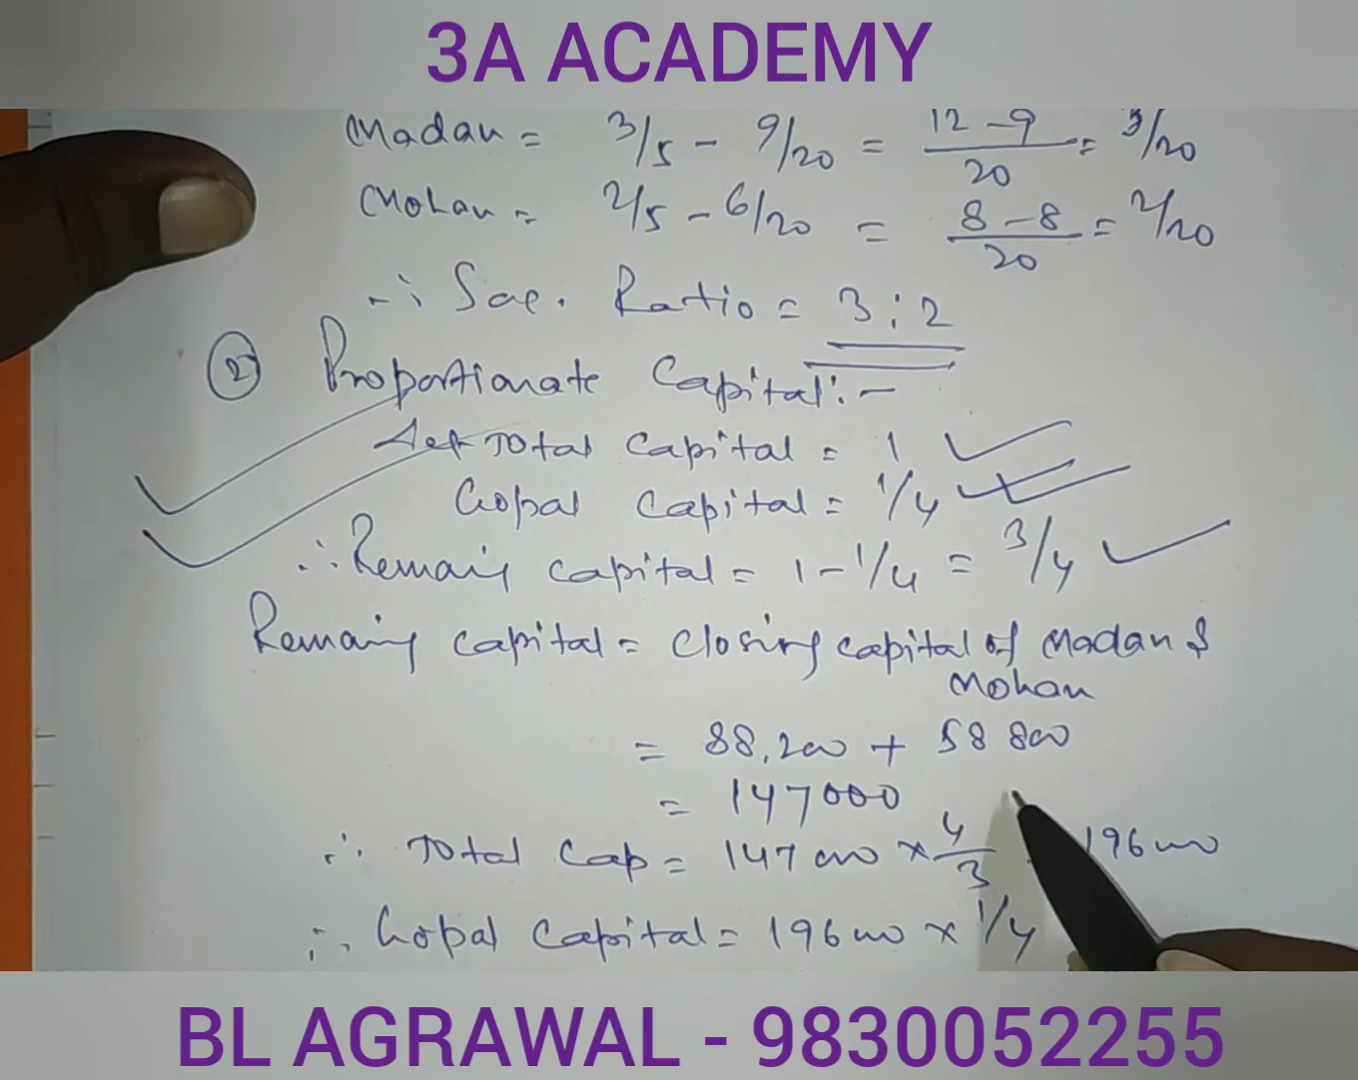 3A ACADEMY
Madan = 3/5 - 9/20 = 12 - 9 / 20 = 3/20
Mohan = 2/5 - 6/20 = 8 - 8 / 20 = 2/20
∴ Sac. Ratio = 3:2
② Proportionate Capital :-
Let Total Capital = 1
Gopal Capital = 1/4
∴ Remaing capital = 1 - 1/4 = 3/4
Remaing capital = closing capital of Madan &
Mohan
= 88,200 + 58 800
= 147000
∴ Total Cap = 147000 × 4/3 196000
∴ Gopal Capital = 196000 × 1/4
BL AGRAWAL - 9830052255